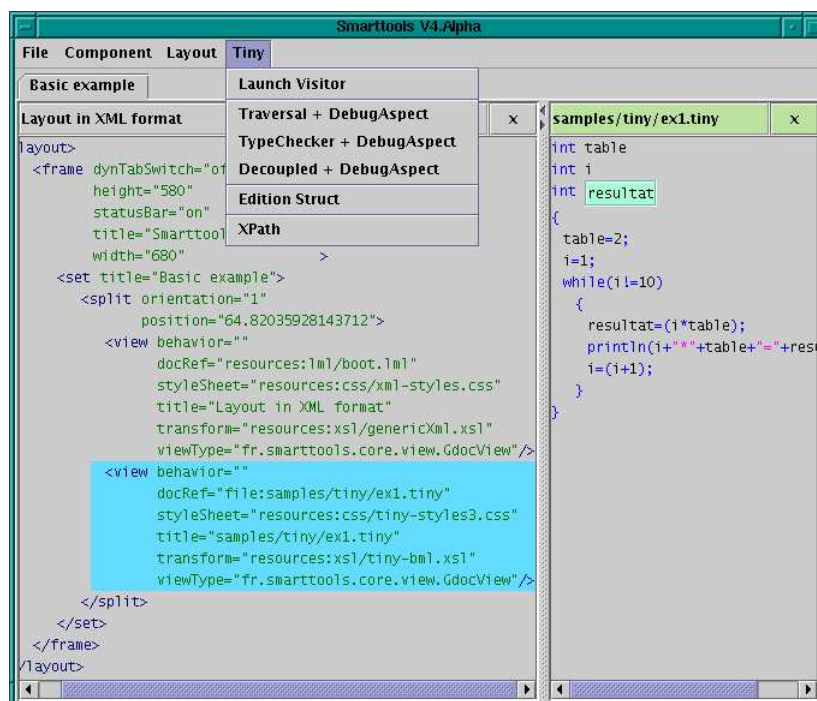 Smarttools V4.Alpha
File Component Layout Tiny
Basic example
Launch Visitor
Traversal + DebugAspect
TypeChecker + DebugAspect
Decoupled + DebugAspect
Edition Struct
XPath
Layout in XML format x
layout>
<frame dynTabSwitch="of
height="580"
statusBar="on"
title="Smarttool
width="680" >
<set title="Basic example">
<split orientation="1"
position="64.82035928143712">
<view behavior=""
docRef="resources:lml/boot.lml"
styleSheet="resources:css/xml-styles.css"
title="Layout in XML format"
transform="resources:xsl/genericXml.xsl"
viewType="fr.smarttools.core.view.GdocView"/>
<view behavior=""
docRef="file:samples/tiny/ex1.tiny"
styleSheet="resources:css/tiny-styles3.css"
title="samples/tiny/ex1.tiny"
transform="resources:xsl/tiny-bml.xsl"
viewType="fr.smarttools.core.view.GdocView"/>
</split>
</set>
</frame>
/layout>
samples/tiny/ex1.tiny x
int table
int i
int resultat
{
table=2;
i=1;
while(i!=10)
{
resultat=(i*table);
println(i+"*"+table+"="+resu
i=(i+1);
}
}